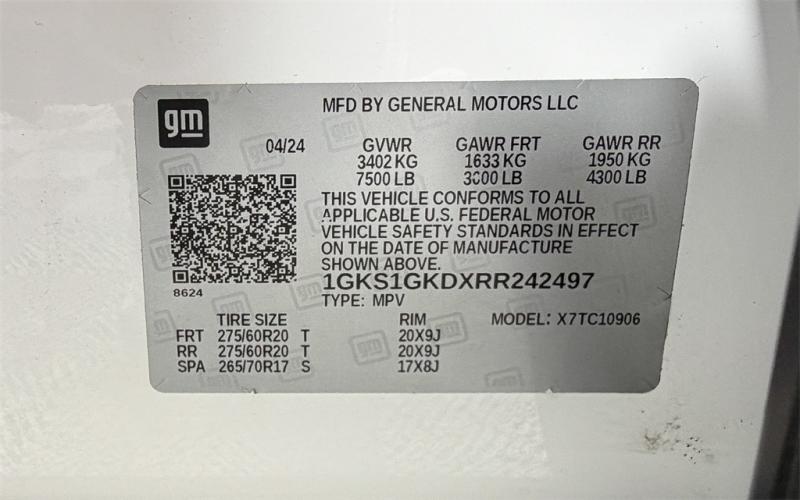 gm
MFD BY GENERAL MOTORS LLC
04/24 GVWR GAWR FRT GAWR RR
3402 KG 1633 KG 1950 KG
7500 LB 3600 LB 4300 LB
THIS VEHICLE CONFORMS TO ALL
APPLICABLE U.S. FEDERAL MOTOR
VEHICLE SAFETY STANDARDS IN EFFECT
ON THE DATE OF MANUFACTURE
SHOWN ABOVE.
8624
1GKS1GKDXRR242497
TYPE: MPV
TIRE SIZE RIM MODEL: X7TC10906
FRT 275/60R20 T 20X9J
RR 275/60R20 T 20X9J
SPA 265/70R17 S 17X8J